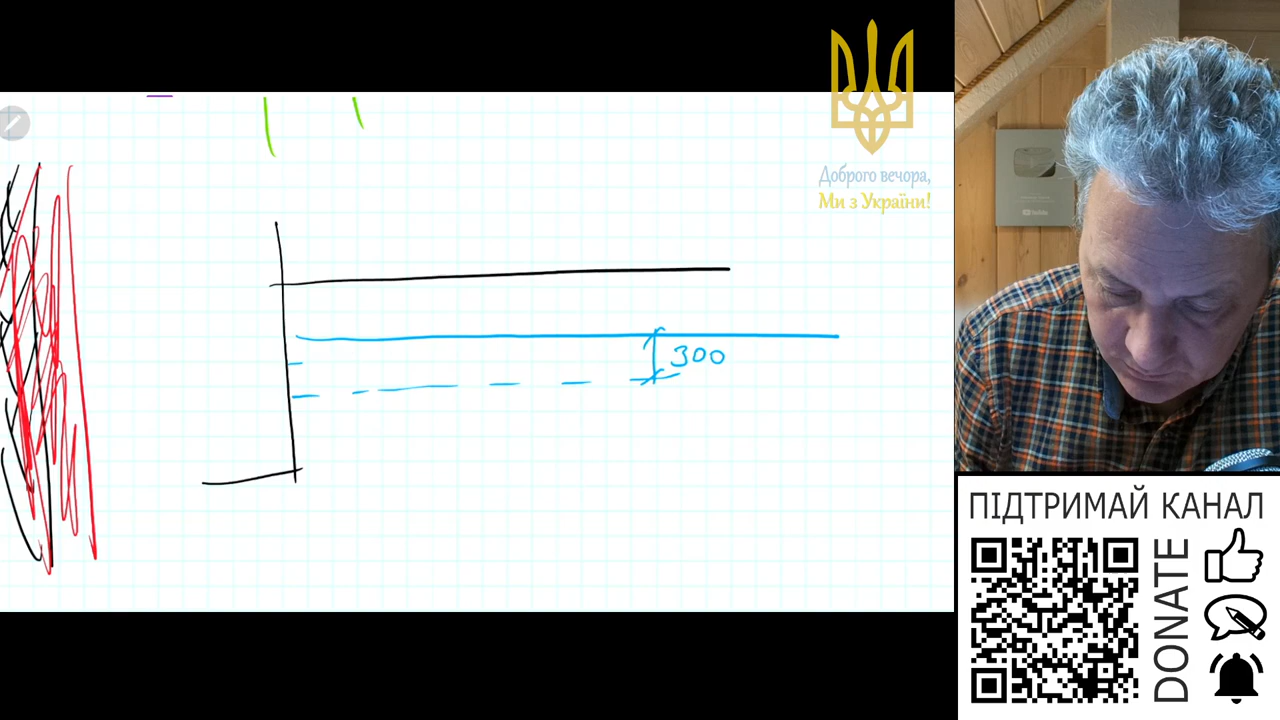 Доброго вечора,
Ми з України!
300
ПІДТРИМАЙ КАНАЛ
DONATE